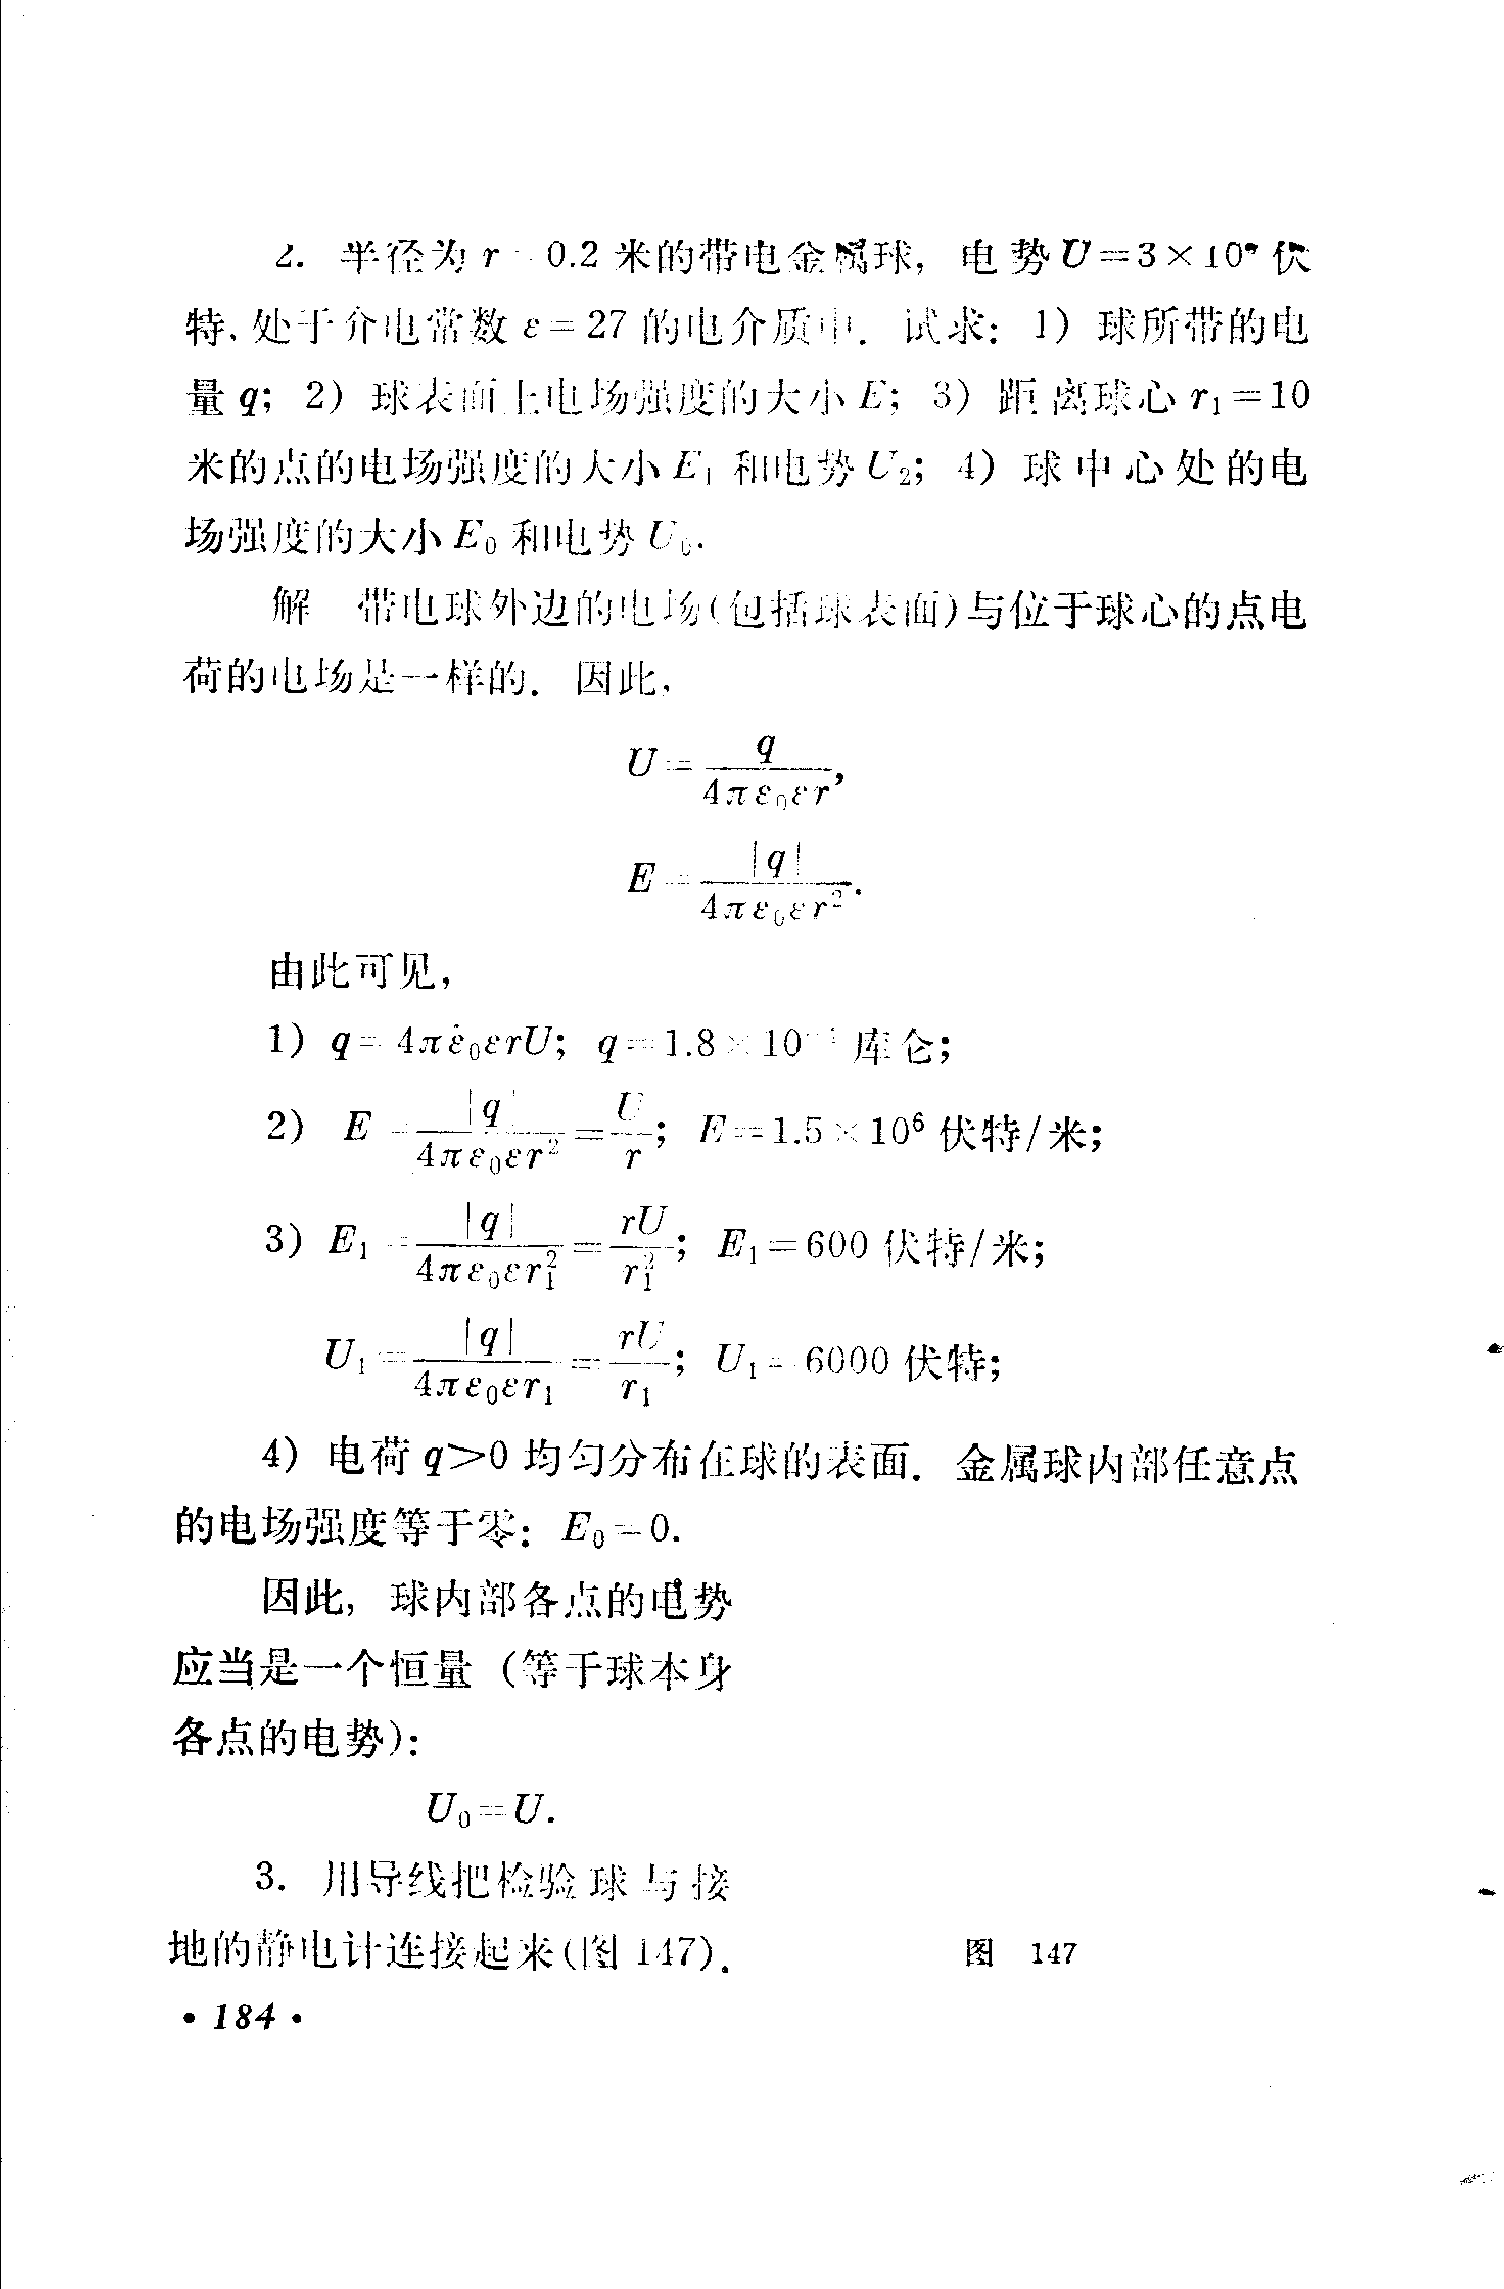 2. 半径为 r = 0.2 米的带电金属球，电势 U=3×10 伏
特，处于介电常数 ε=27 的电介质中．试求：1）球所带的电
量 q；2）球表面上电场强度的大小 E；3）距离球心 r₁=10
米的点的电场强度的大小 E₁ 和电势 U₂；4）球中心处的电
场强度的大小 E₀ 和电势 U₀．
解　带电球外边的电场(包括球表面)与位于球心的点电
荷的电场是一样的．因此，
U = q / 4πε₀εr，
E = |q| / 4πε₀εr²．
由此可见，
1）q = 4πε₀εrU；q = 1.8×10 库仑；
2）E = |q| / 4πε₀εr² = U / r；E = 1.5×10⁶ 伏特/米；
3）E₁ = |q| / 4πε₀εr₁² = rU / r₁²；E₁=600 伏特/米；
U₁ = |q| / 4πε₀εr₁ = rU / r₁；U₁ = 6000 伏特；
4）电荷 q>0 均匀分布在球的表面．金属球内部任意点
的电场强度等于零：E₀=0．
因此，球内部各点的电势
应当是一个恒量（等于球本身
各点的电势)：
U₀=U．
3. 用导线把检验球与接
地的静电计连接起来(图 147)．
图　147
• 184 •